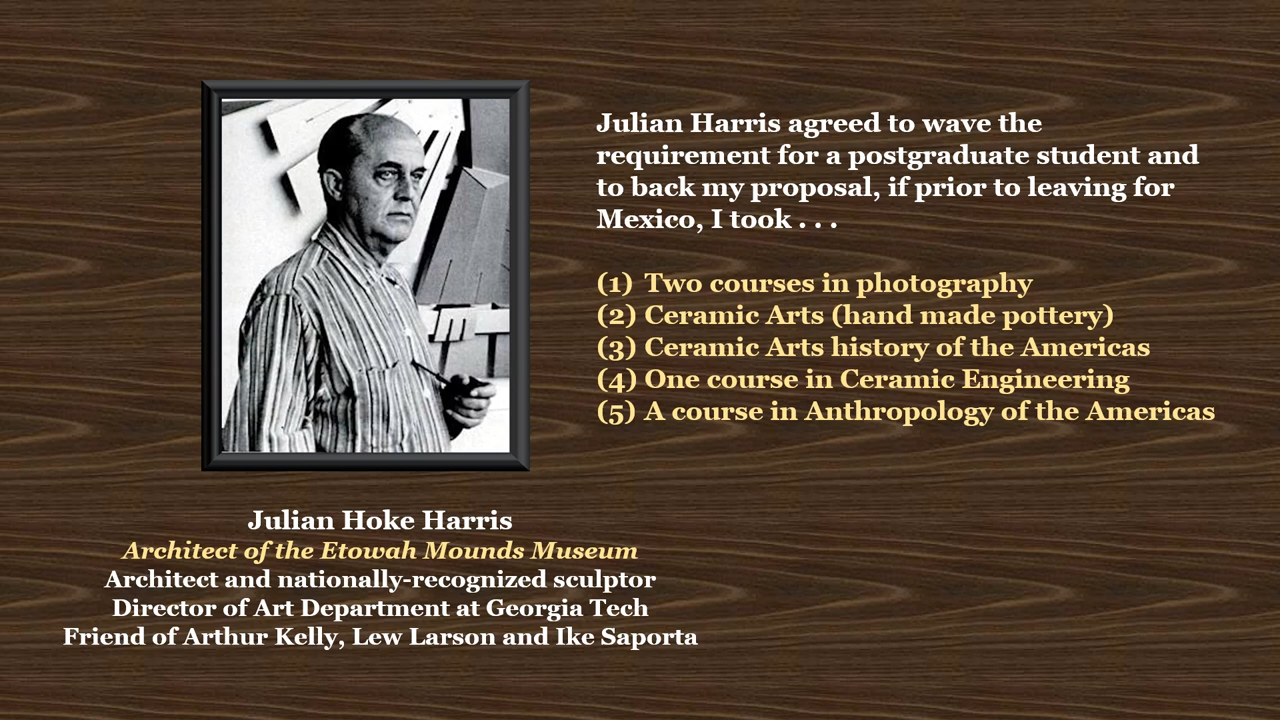 Julian Harris agreed to wave the
requirement for a postgraduate student and
to back my proposal, if prior to leaving for
Mexico, I took . . .
(1) Two courses in photography
(2) Ceramic Arts (hand made pottery)
(3) Ceramic Arts history of the Americas
(4) One course in Ceramic Engineering
(5) A course in Anthropology of the Americas
Julian Hoke Harris
Architect of the Etowah Mounds Museum
Architect and nationally-recognized sculptor
Director of Art Department at Georgia Tech
Friend of Arthur Kelly, Lew Larson and Ike Saporta